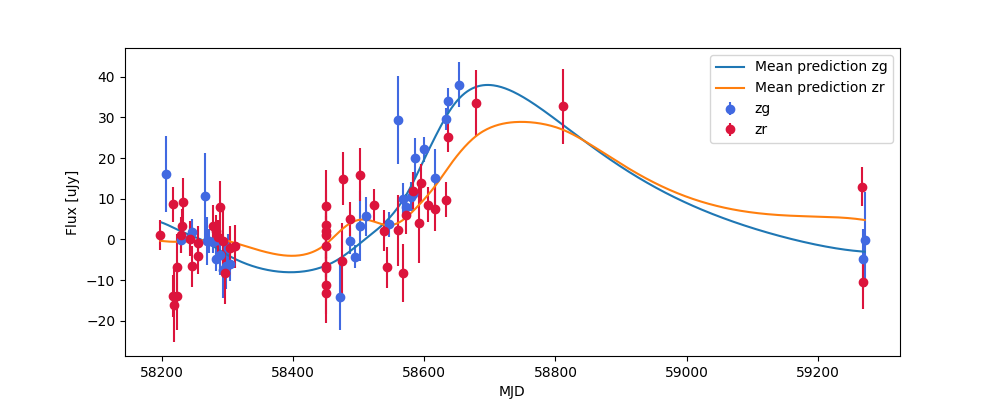 Flux [uJy]
40
30
20
10
0
−10
−20
58200
58400
58600
58800
59000
59200
MJD
Mean prediction zg
Mean prediction zr
zg
zr